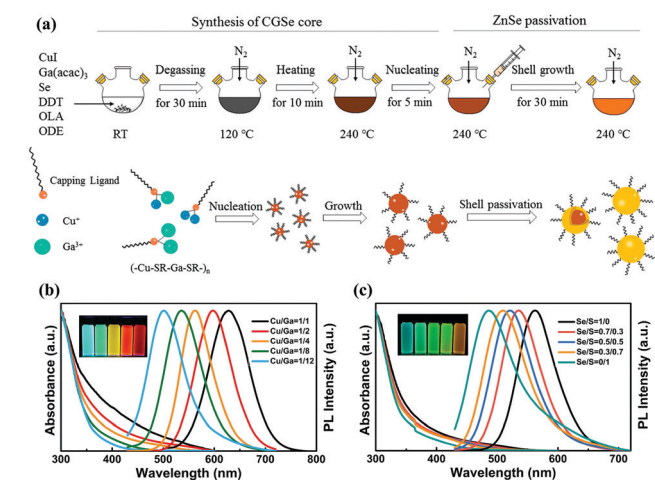 (a)
Synthesis of CGSe core
ZnSe passivation
CuI
Ga(acac)₃
Se
DDT
OLA
ODE
RT
Degassing
for 30 min
N₂
120 ℃
Heating
for 10 min
N₂
240 ℃
Nucleating
for 5 min
N₂
240 ℃
Shell growth
for 30 min
N₂
240 ℃
Capping Ligand
Cu⁺
Ga³⁺
(-Cu-SR-Ga-SR-)ₙ
Nucleation
Growth
Shell passivation
(b)
Absorbance (a.u.)
PL Intensity (a.u.)
Cu/Ga=1/1
Cu/Ga=1/2
Cu/Ga=1/4
Cu/Ga=1/8
Cu/Ga=1/12
300 400 500 600 700 800
Wavelength (nm)
(c)
Absorbance (a.u.)
PL Intensity (a.u.)
Se/S=1/0
Se/S=0.7/0.3
Se/S=0.5/0.5
Se/S=0.3/0.7
Se/S=0/1
300 400 500 600 700
Wavelength (nm)